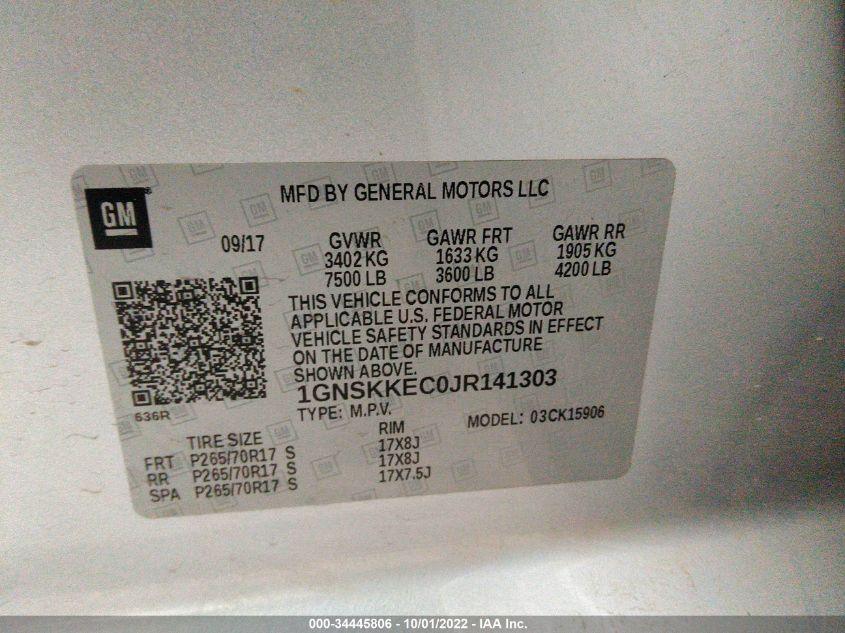 MFD BY GENERAL MOTORS LLC
GM
®
09/17 GVWR GAWR FRT GAWR RR
3402 KG 1633 KG 1905 KG
7500 LB 3600 LB 4200 LB
THIS VEHICLE CONFORMS TO ALL
APPLICABLE U.S. FEDERAL MOTOR
VEHICLE SAFETY STANDARDS IN EFFECT
ON THE DATE OF MANUFACTURE
SHOWN ABOVE.
1GNSKKEC0JR141303
636R
TYPE: M.P.V. MODEL: 03CK15906
TIRE SIZE RIM
FRT P265/70R17 S 17X8J
RR P265/70R17 S 17X8J
SPA P265/70R17 S 17X7.5J
000-34445806 - 10/01/2022 - IAA Inc.